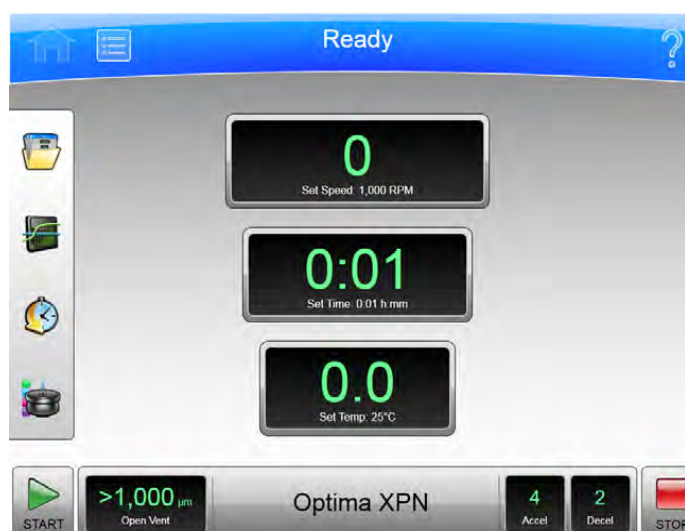 Ready
0
Set Speed: 1,000 RPM
0:01
Set Time: 0:01 h:mm
0.0
Set Temp: 25°C
START
>1,000 µm
Open Vent
Optima XPN
4
Accel
2
Decel
STOP